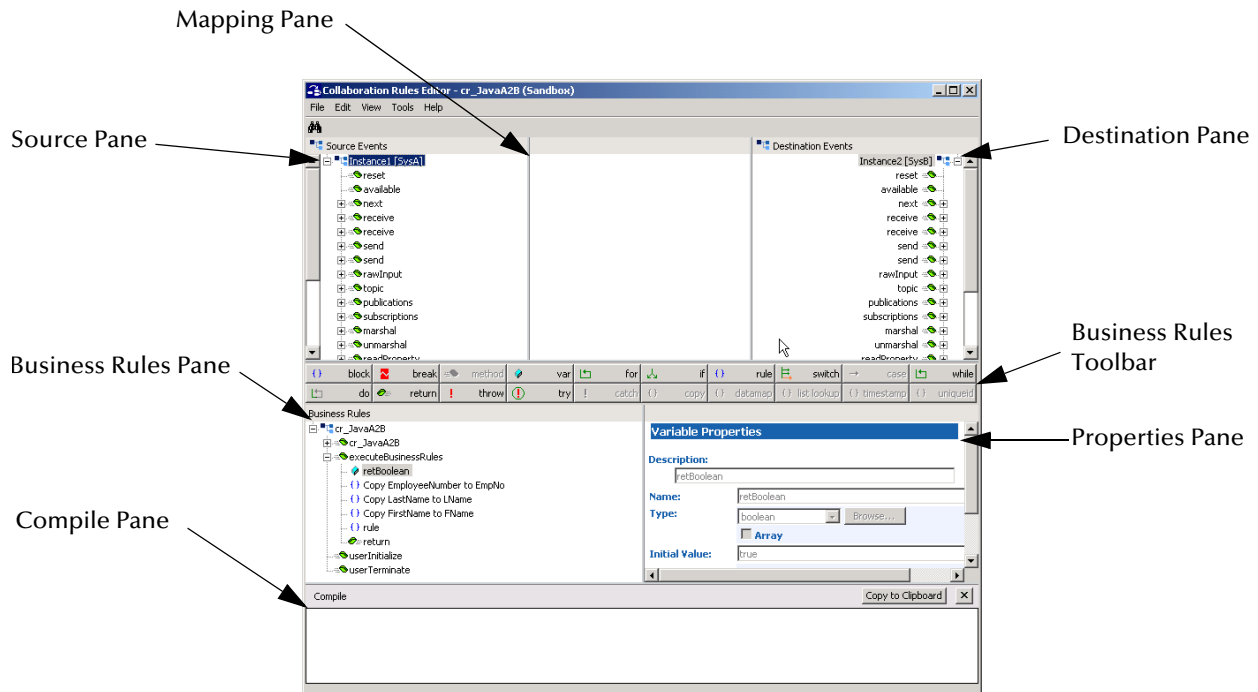 Mapping Pane
Source Pane
Destination Pane
Business Rules Pane
Business Rules
Toolbar
Properties Pane
Compile Pane
Collaboration Rules Editor - cr_JavaA2B (Sandbox)
File Edit View Tools Help
Source Events
Instance1 [SysA]
reset
available
next
receive
receive
send
send
rawInput
topic
publications
subscriptions
marshal
unmarshal
readProperty
Destination Events
Instance2 [SysB]
reset
available
next
receive
receive
send
send
rawInput
topic
publications
subscriptions
marshal
unmarshal
readProperty
block break method var for if rule switch case while
do return throw try catch copy datamap list lookup timestamp uniqueid
Business Rules
cr_JavaA2B
cr_JavaA2B
executeBusinessRules
retBoolean
Copy EmployeeNumber to EmpNo
Copy LastName to LName
Copy FirstName to FName
rule
return
userInitialize
userTerminate
Variable Properties
Description:
retBoolean
Name: retBoolean
Type: boolean Browse...
Array
Initial Value: true
Compile Copy to Clipboard